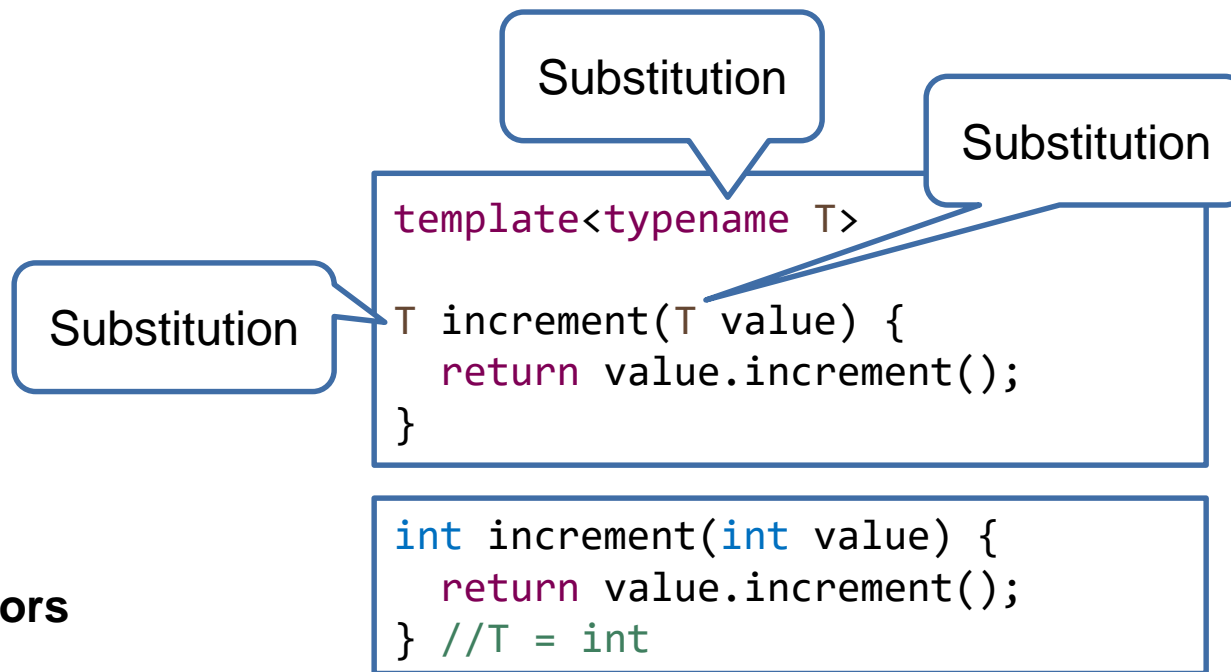 Substitution
Substitution
template<typename T>
Substitution
T increment(T value) {
return value.increment();
}
int increment(int value) {
return value.increment();
} //T = int
ors